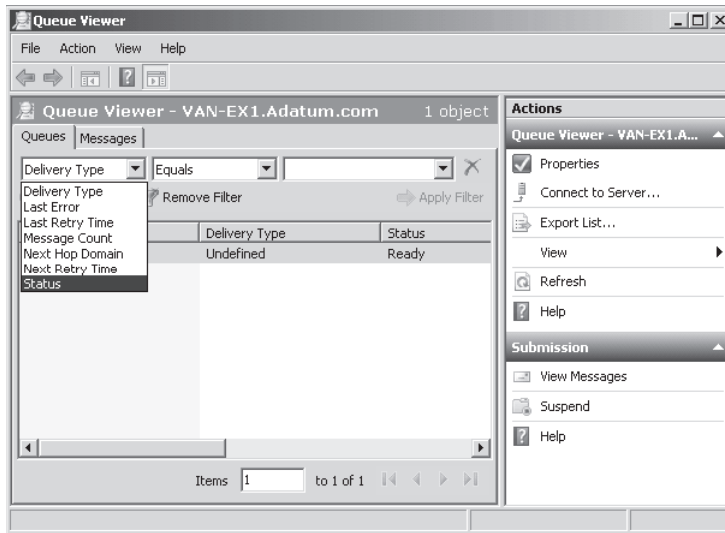 Queue Viewer
File Action View Help
Queue Viewer - VAN-EX1.Adatum.com 1 object
Queues Messages
Delivery Type Equals
Delivery Type
Last Error
Last Retry Time
Message Count
Next Hop Domain
Next Retry Time
Status
Remove Filter Apply Filter
Delivery Type Status
Undefined Ready
Items 1 to 1 of 1
Actions
Queue Viewer - VAN-EX1.A...
Properties
Connect to Server...
Export List...
View
Refresh
Help
Submission
View Messages
Suspend
Help